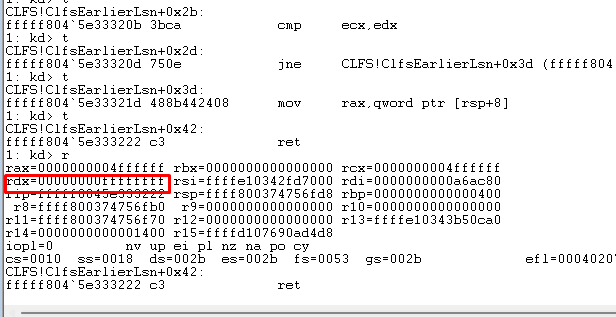 CLFS!ClfsEarlierLsn+0x2b:
fffff804`5e33320b 3bca cmp ecx,edx
1: kd> t
CLFS!ClfsEarlierLsn+0x2d:
fffff804`5e33320d 750e jne CLFS!ClfsEarlierLsn+0x3d (fffff804
1: kd> t
CLFS!ClfsEarlierLsn+0x3d:
fffff804`5e33321d 488b442408 mov rax,qword ptr [rsp+8]
1: kd> t
CLFS!ClfsEarlierLsn+0x42:
fffff804`5e333222 c3 ret
1: kd> r
rax=0000000004ffffff rbx=0000000000000000 rcx=0000000004ffffff
rdx=00000000ffffffff rsi=ffffe10342fd7000 rdi=0000000000a6ac80
rip=fffff8045e333222 rsp=fffff800374756fd8 rbp=0000000000000400
r8=fffff800374756fb0 r9=0000000000000000 r10=0000000000000000
r11=fffff800374756f70 r12=0000000000000000 r13=ffffe10343b50ca0
r14=0000000000001400 r15=ffffd107690ad4d8
iopl=0 nv up ei pl nz na po cy
cs=0010 ss=0018 ds=002b es=002b fs=0053 gs=002b efl=0004020
CLFS!ClfsEarlierLsn+0x42:
fffff804`5e333222 c3 ret